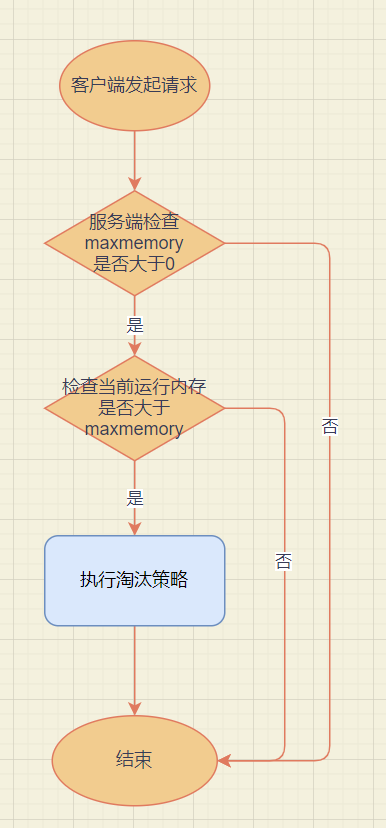 客户端发起请求
服务端检查
maxmemory
是否大于0
是
检查当前运行内存
是否大于
maxmemory
否
是
否
执行淘汰策略
结束